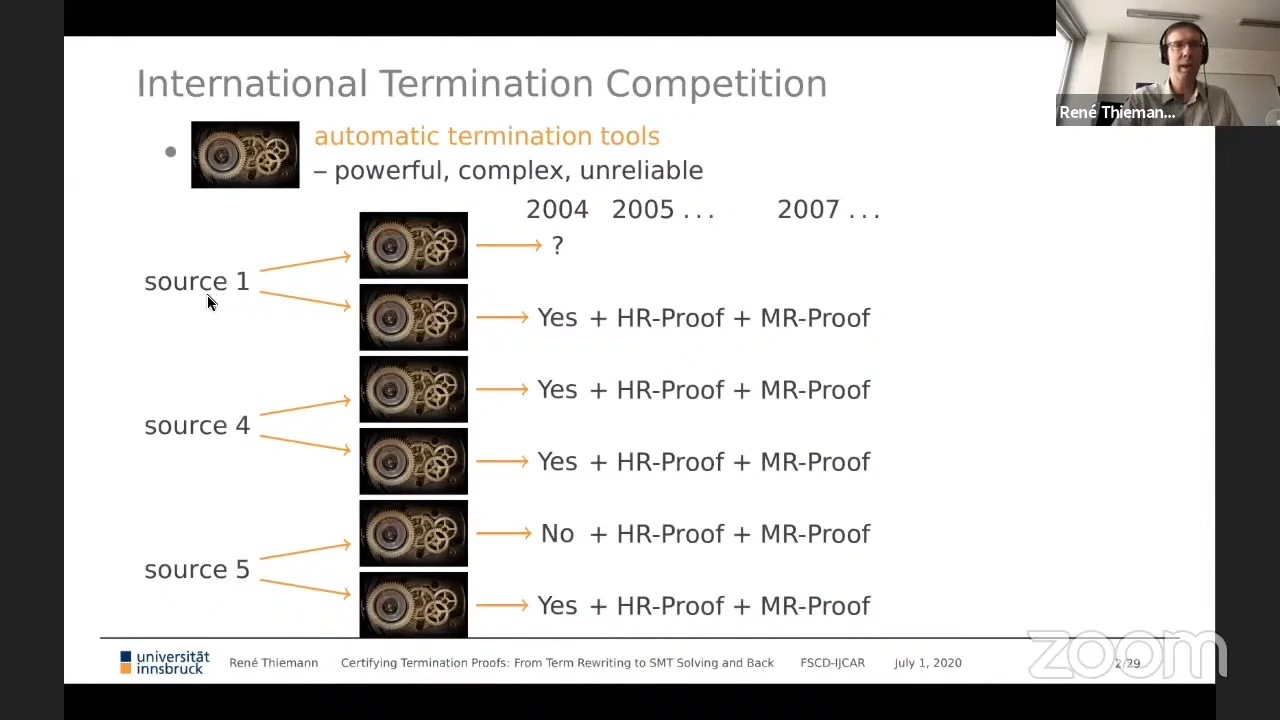 International Termination Competition
René Thieman...
automatic termination tools
– powerful, complex, unreliable
2004 2005 ... 2007 ...
?
source 1
Yes + HR-Proof + MR-Proof
Yes + HR-Proof + MR-Proof
source 4
Yes + HR-Proof + MR-Proof
No + HR-Proof + MR-Proof
source 5
Yes + HR-Proof + MR-Proof
universität
innsbruck
René Thiemann Certifying Termination Proofs: From Term Rewriting to SMT Solving and Back FSCD-IJCAR July 1, 2020 2/29
zoom